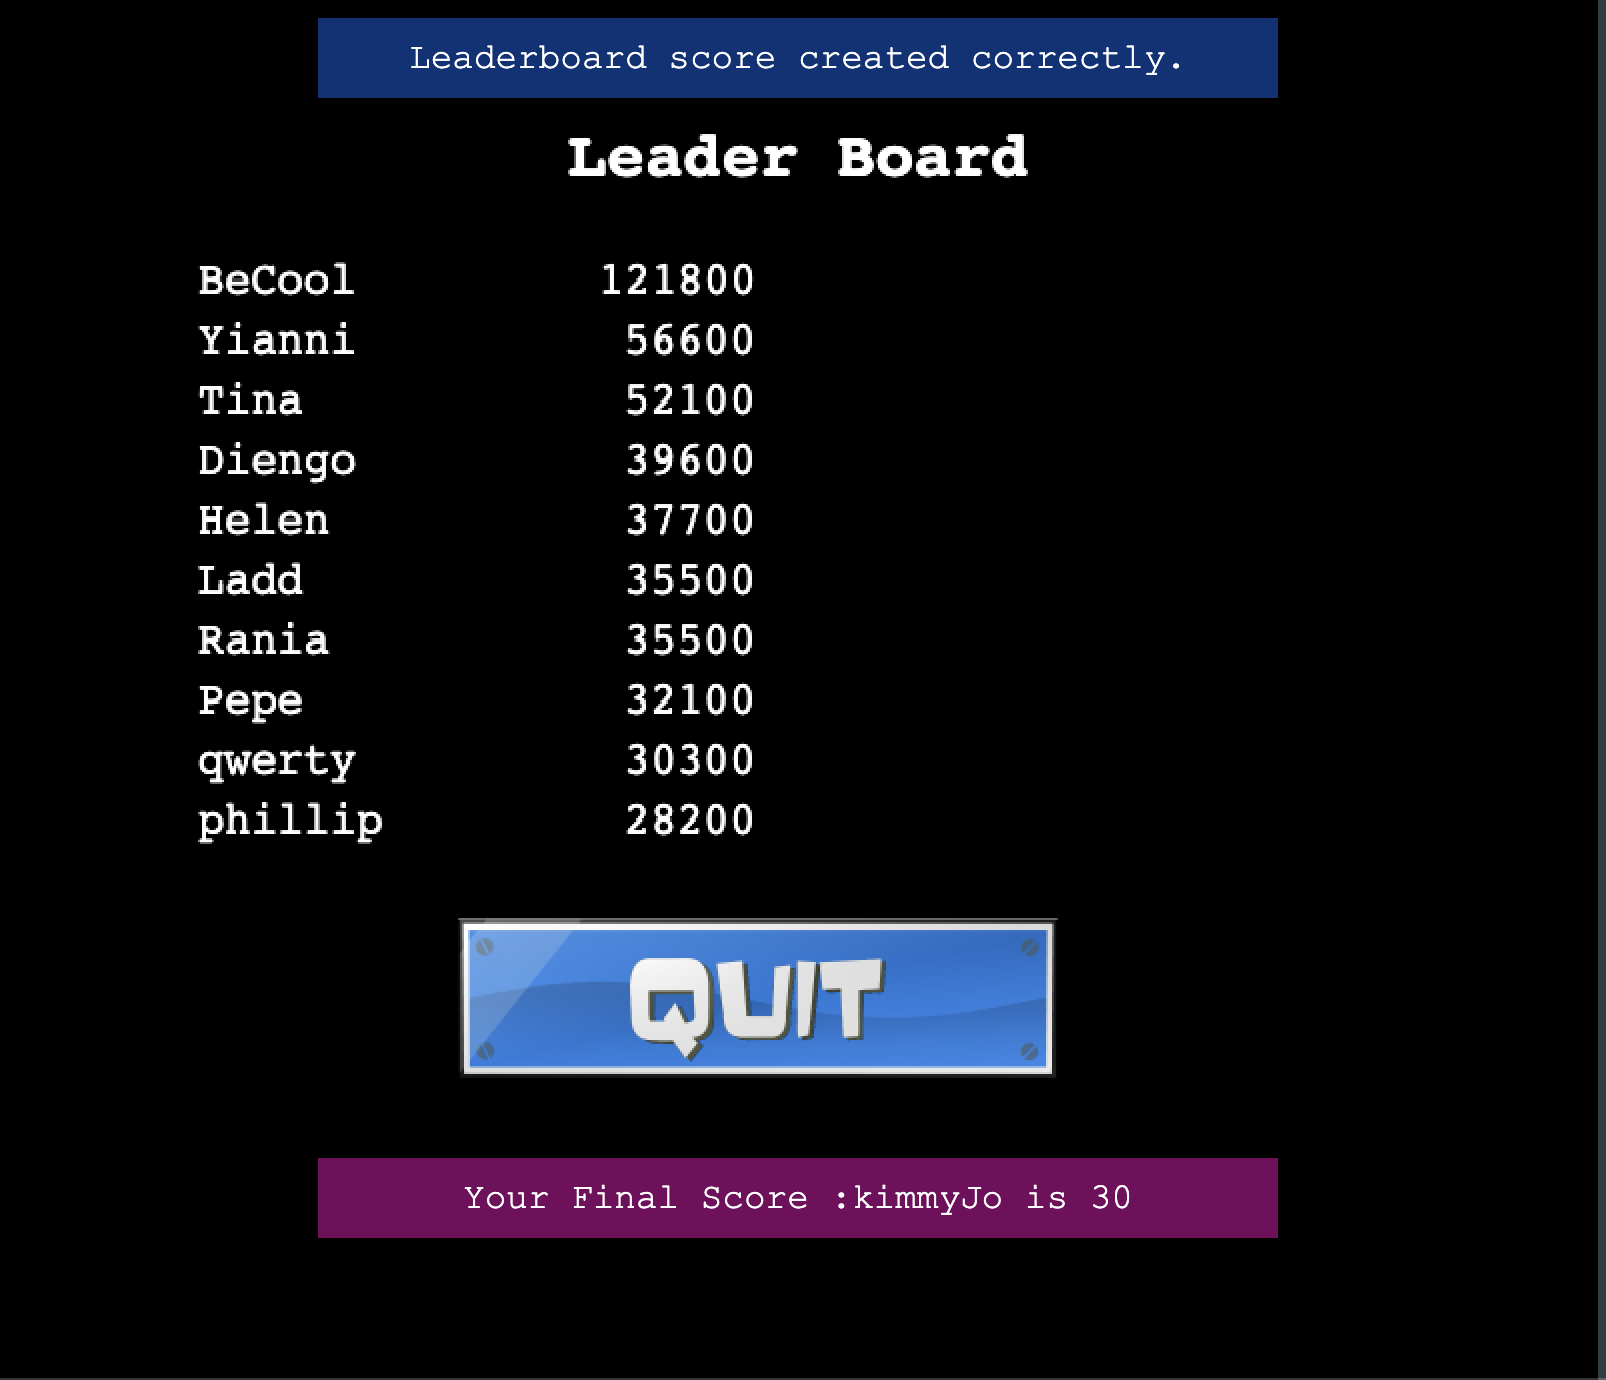 Leaderboard score created correctly.
Leader Board
BeCool 121800
Yianni 56600
Tina 52100
Diengo 39600
Helen 37700
Ladd 35500
Rania 35500
Pepe 32100
qwerty 30300
phillip 28200
QUIT
Your Final Score :kimmyJo is 30